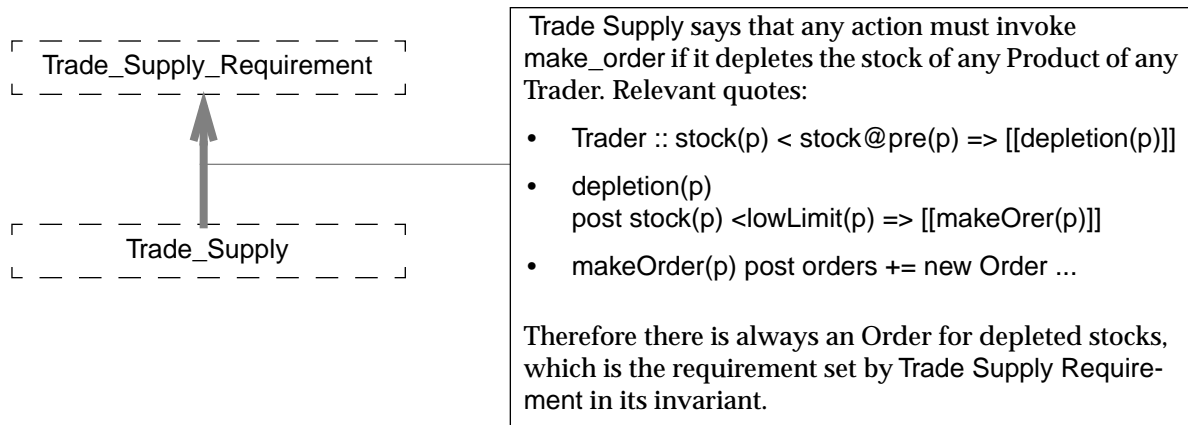 Trade_Supply_Requirement
Trade_Supply
Trade Supply says that any action must invoke
make_order if it depletes the stock of any Product of any
Trader. Relevant quotes:
• Trader :: stock(p) < stock@pre(p) => [[depletion(p)]]
• depletion(p)
post stock(p) <lowLimit(p) => [[makeOrer(p)]]
• makeOrder(p) post orders += new Order ...
Therefore there is always an Order for depleted stocks,
which is the requirement set by Trade Supply Require-
ment in its invariant.